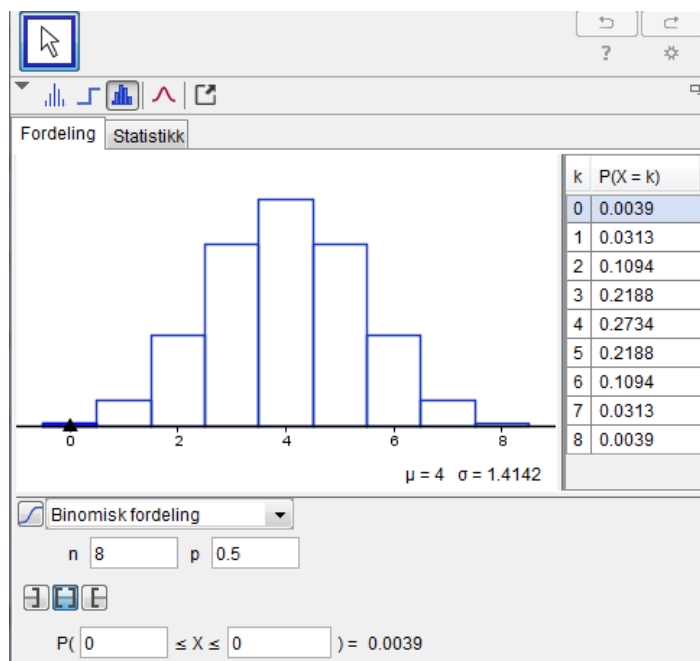 ?
Fordeling Statistikk
k P(X = k)
0 0.0039
1 0.0313
2 0.1094
3 0.2188
4 0.2734
5 0.2188
6 0.1094
7 0.0313
8 0.0039
0 2 4 6 8
μ = 4 σ = 1.4142
Binomisk fordeling
n 8 p 0.5
P( 0 ≤ X ≤ 0 ) = 0.0039